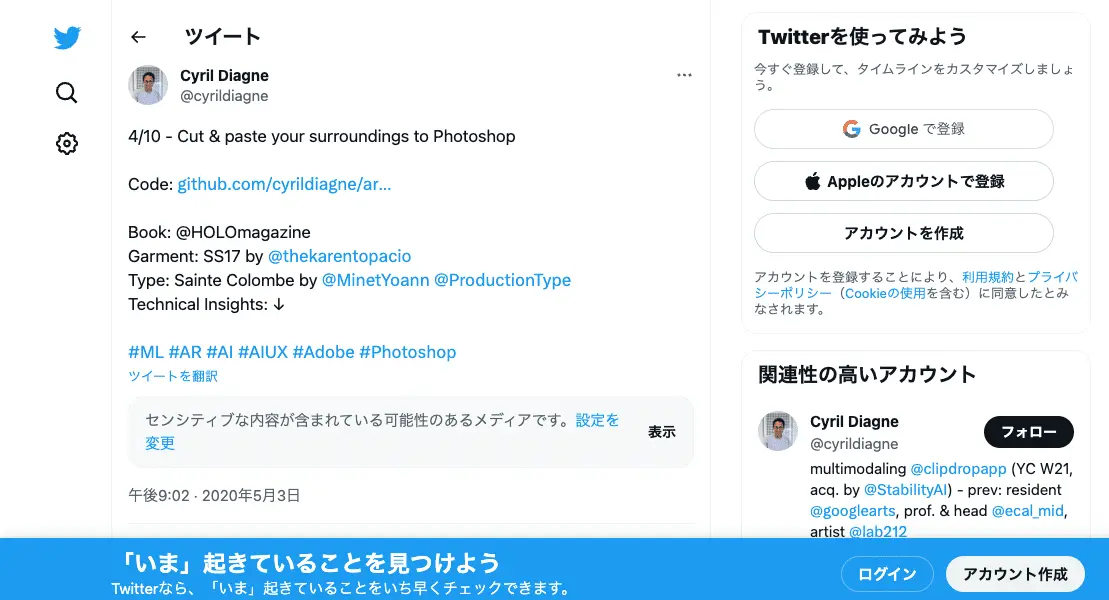 ツイート
Cyril Diagne
@cyrildiagne
4/10 - Cut & paste your surroundings to Photoshop
Code: github.com/cyrildiagne/ar...
Book: @HOLOmagazine
Garment: SS17 by @thekarentopacio
Type: Sainte Colombe by @MinetYoann @ProductionType
Technical Insights: ↓
#ML #AR #AI #AIUX #Adobe #Photoshop
ツイートを翻訳
センシティブな内容が含まれている可能性のあるメディアです。設定を
変更
表示
午後9:02 · 2020年5月3日
Twitterを使ってみよう
今すぐ登録して、タイムラインをカスタマイズしましょ
う。
Google で登録
Appleのアカウントで登録
アカウントを作成
アカウントを登録することにより、利用規約とプライバ
シーポリシー（Cookieの使用を含む）に同意したとみ
なされます。
関連性の高いアカウント
Cyril Diagne
@cyrildiagne
フォロー
multimodaling @clipdropapp (YC W21,
acq. by @StabilityAI) - prev: resident
@googlearts, prof. & head @ecal_mid,
artist @lab212
「いま」起きていることを見つけよう
Twitterなら、「いま」起きていることをいち早くチェックできます。
ログイン
アカウント作成